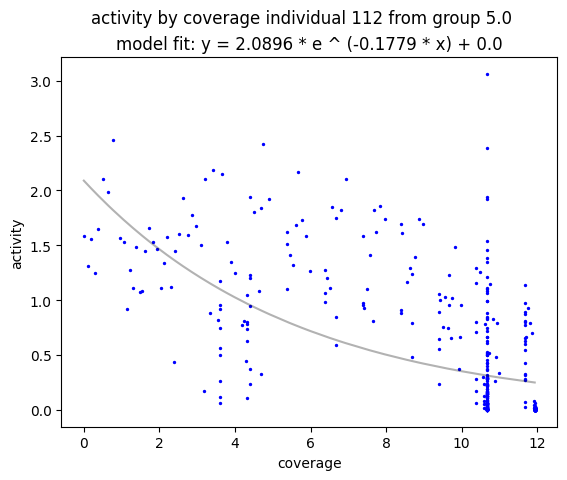 activity by coverage individual 112 from group 5.0
model fit: y = 2.0896 * e ^ (-0.1779 * x) + 0.0
3.0
2.5
2.0
1.5
1.0
0.5
0.0
activity
0 2 4 6 8 10 12
coverage